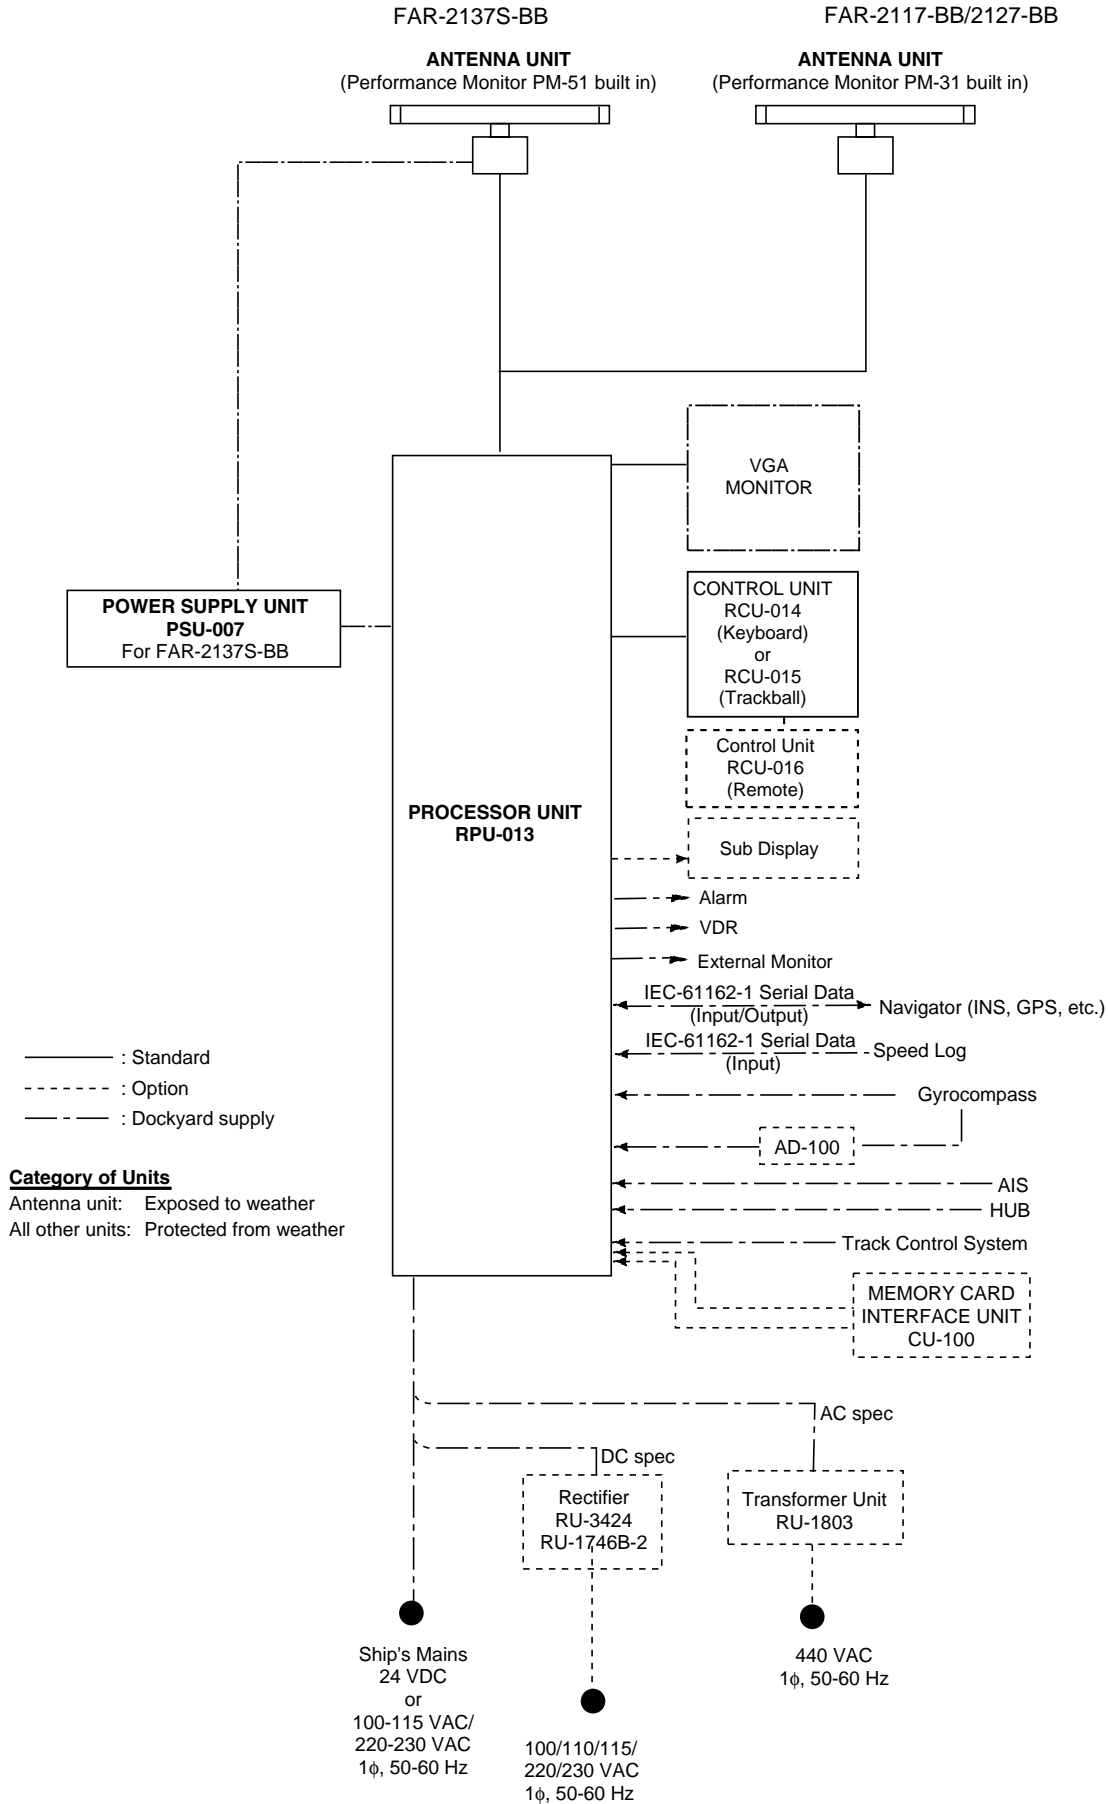 FAR-2137S-BB
FAR-2117-BB/2127-BB
ANTENNA UNIT
(Performance Monitor PM-51 built in)
ANTENNA UNIT
(Performance Monitor PM-31 built in)
VGA
MONITOR
POWER SUPPLY UNIT
PSU-007
For FAR-2137S-BB
CONTROL UNIT
RCU-014
(Keyboard)
or
RCU-015
(Trackball)
Control Unit
RCU-016
(Remote)
PROCESSOR UNIT
RPU-013
Sub Display
Alarm
VDR
External Monitor
IEC-61162-1 Serial Data
(Input/Output)
Navigator (INS, GPS, etc.)
IEC-61162-1 Serial Data
(Input)
Speed Log
Gyrocompass
AD-100
AIS
HUB
Track Control System
MEMORY CARD
INTERFACE UNIT
CU-100
: Standard
: Option
: Dockyard supply
Category of Units
Antenna unit: Exposed to weather
All other units: Protected from weather
AC spec
DC spec
Rectifier
RU-3424
RU-1746B-2
Transformer Unit
RU-1803
Ship's Mains
24 VDC
or
100-115 VAC/
220-230 VAC
1ϕ, 50-60 Hz
100/110/115/
220/230 VAC
1ϕ, 50-60 Hz
440 VAC
1ϕ, 50-60 Hz